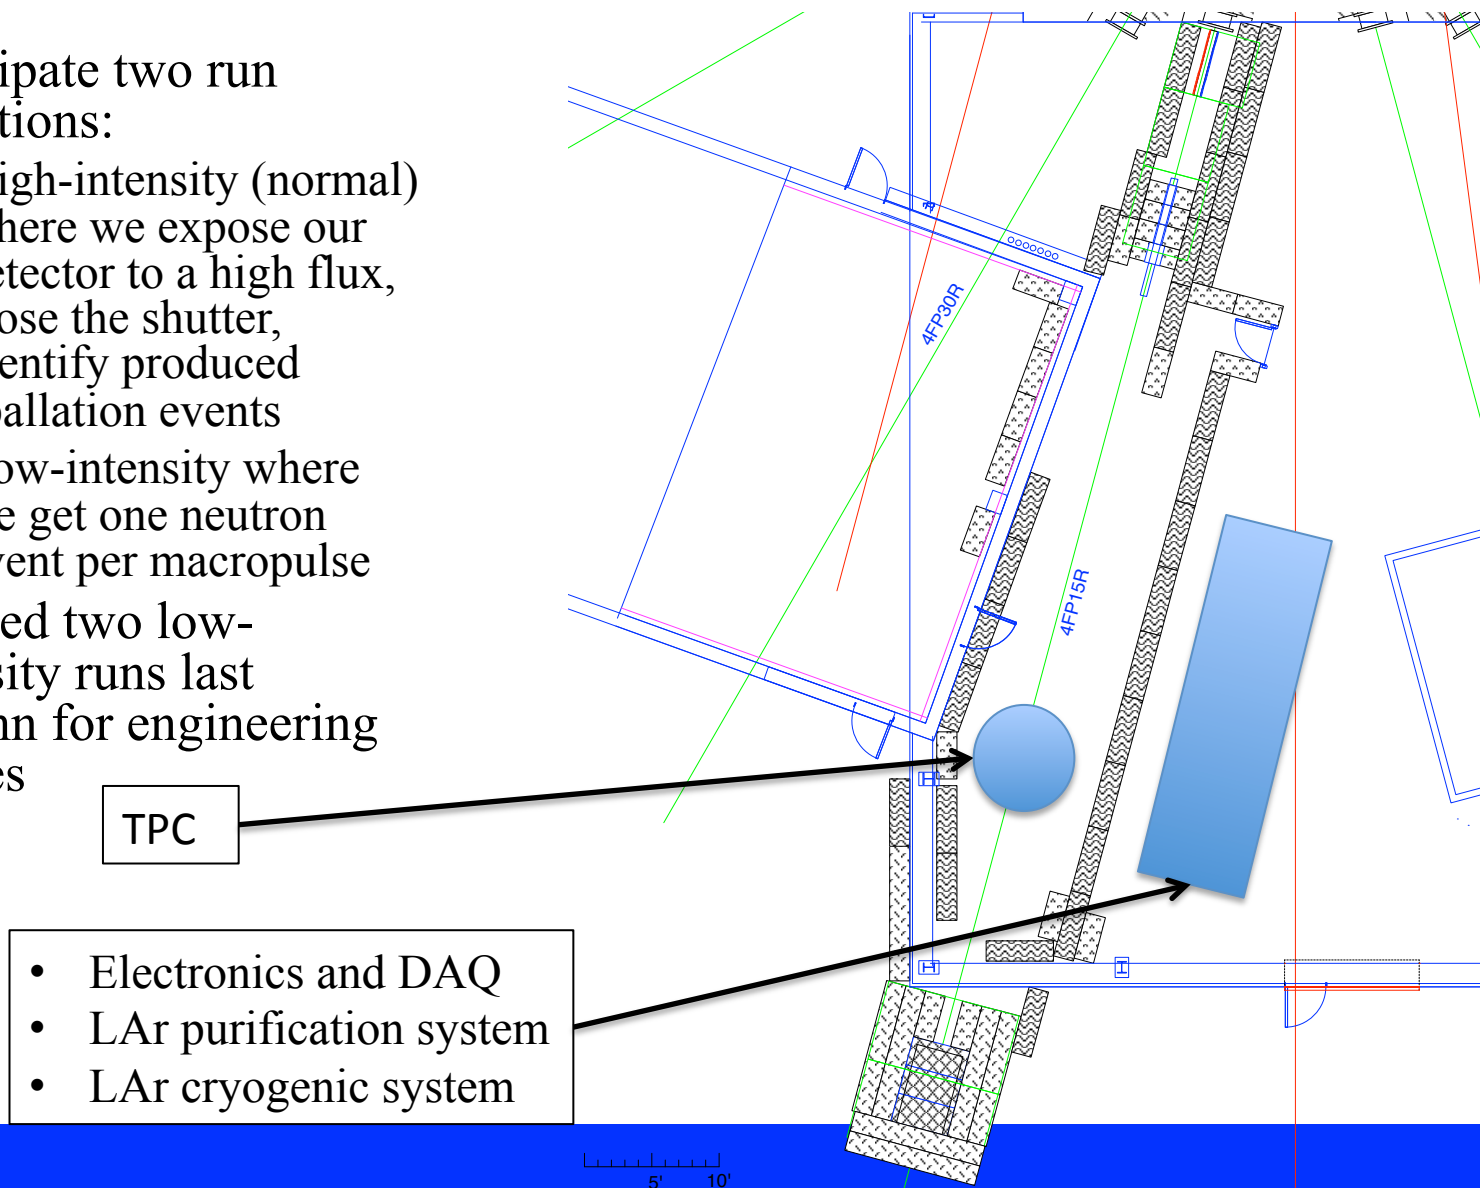 ipate two run
tions:
igh-intensity (normal)
here we expose our
etector to a high flux,
ose the shutter,
entify produced
pallation events
ow-intensity where
e get one neutron
vent per macropulse
ed two low-
sity runs last
nn for engineering
es
TPC
• Electronics and DAQ
• LAr purification system
• LAr cryogenic system
4FP30R
4FP15R
5' 10'